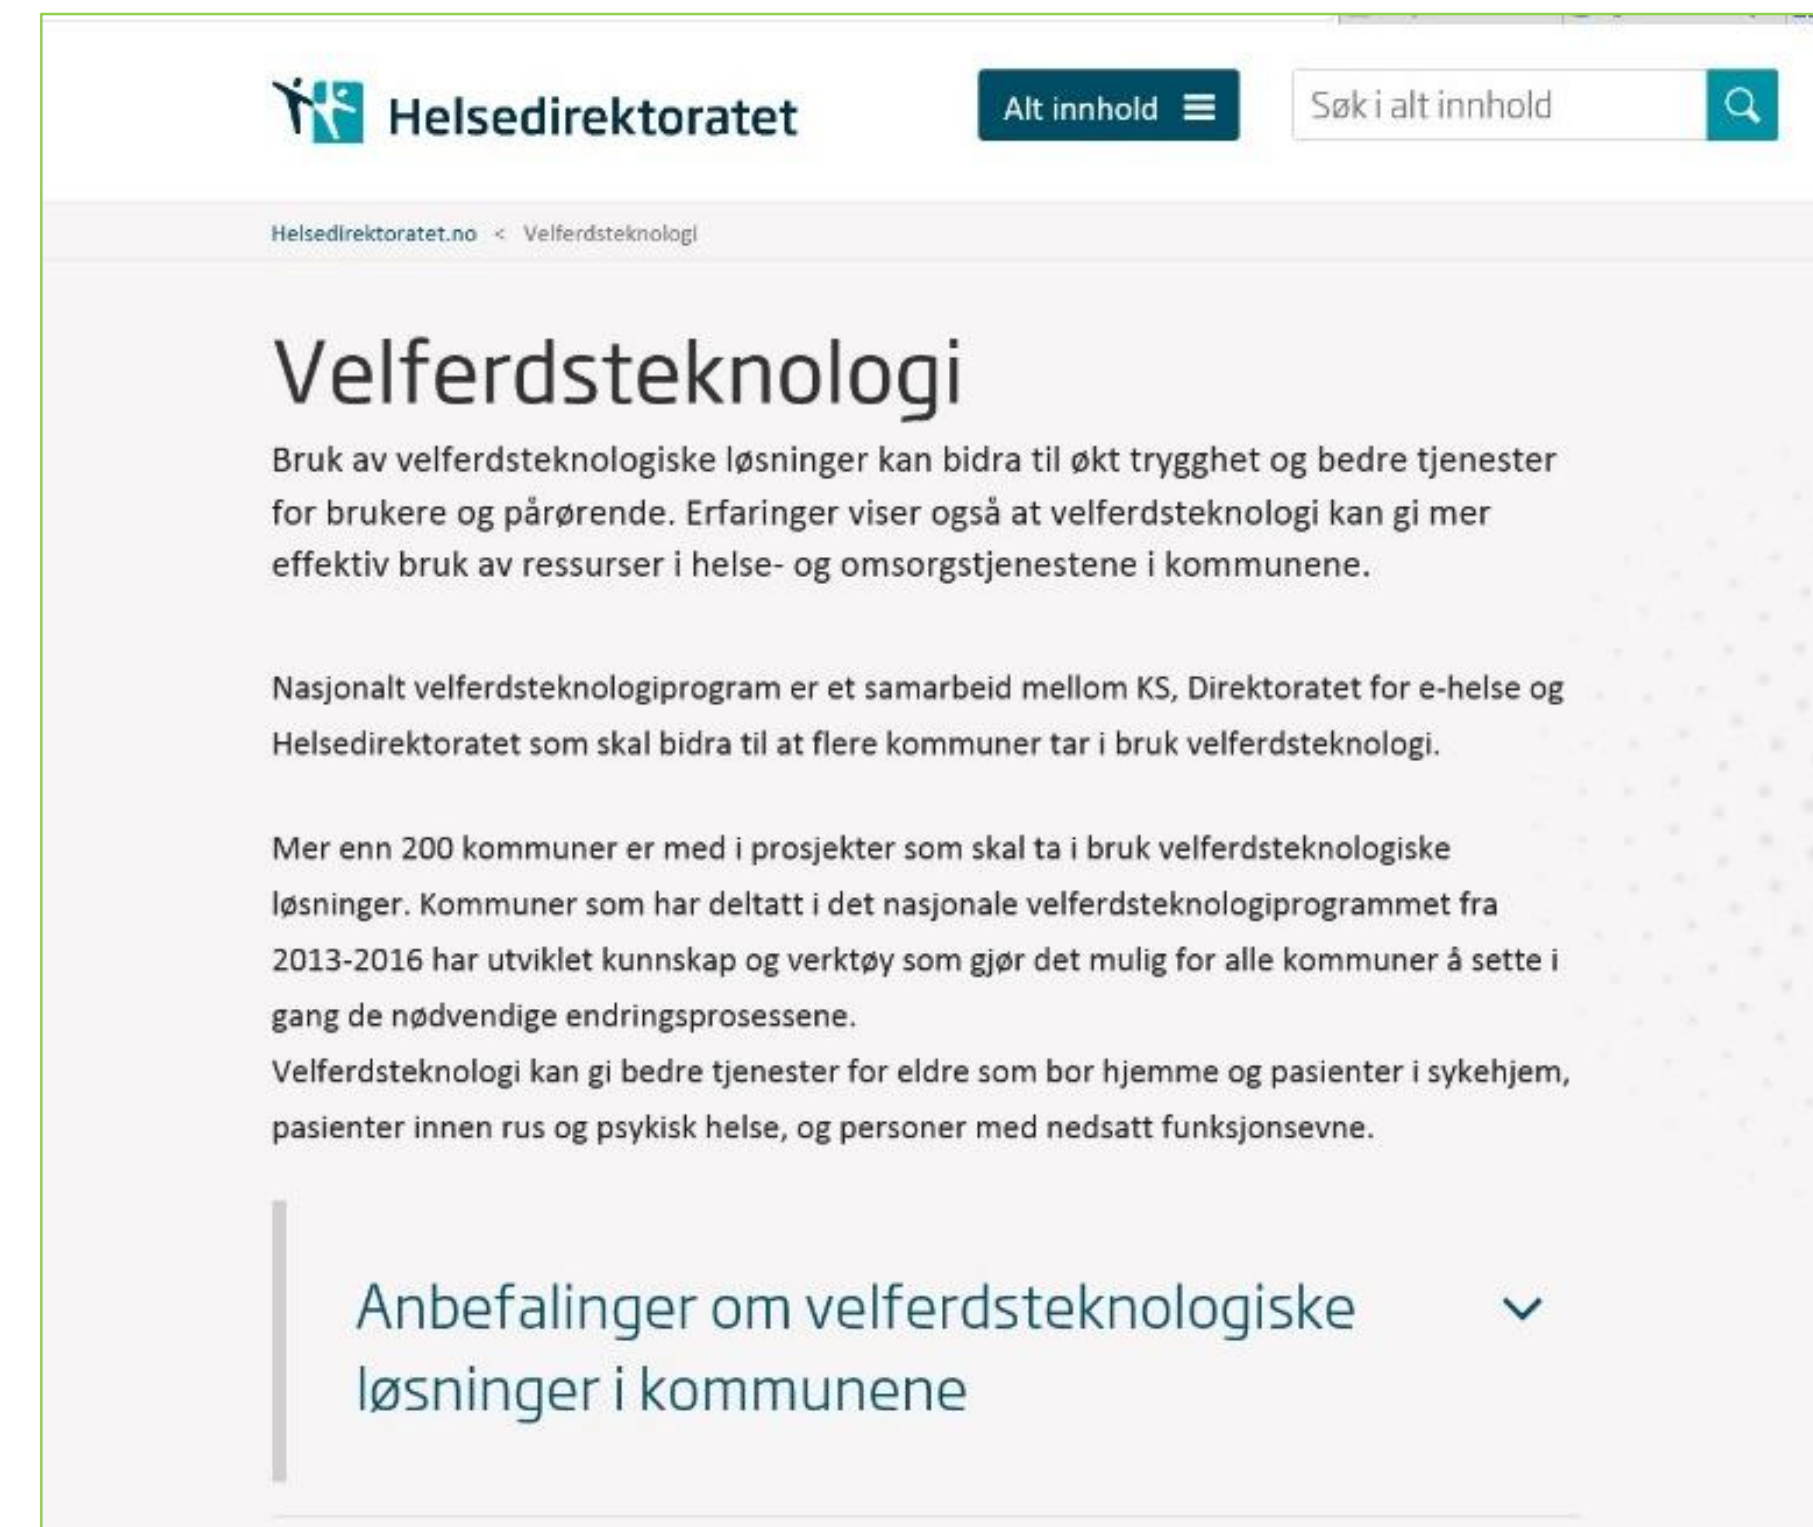 Helsedirektoratet
Alt innhold
Søk i alt innhold
Helsedirektoratet.no < Velferdsteknologi
Velferdsteknologi
Bruk av velferdsteknologiske løsninger kan bidra til økt trygghet og bedre tjenester
for brukere og pårørende. Erfaringer viser også at velferdsteknologi kan gi mer
effektiv bruk av ressurser i helse- og omsorgstjenestene i kommunene.
Nasjonalt velferdsteknologiprogram er et samarbeid mellom KS, Direktoratet for e-helse og
Helsedirektoratet som skal bidra til at flere kommuner tar i bruk velferdsteknologi.
Mer enn 200 kommuner er med i prosjekter som skal ta i bruk velferdsteknologiske
løsninger. Kommuner som har deltatt i det nasjonale velferdsteknologiprogrammet fra
2013-2016 har utviklet kunnskap og verktøy som gjør det mulig for alle kommuner å sette i
gang de nødvendige endringsprosessene.
Velferdsteknologi kan gi bedre tjenester for eldre som bor hjemme og pasienter i sykehjem,
pasienter innen rus og psykisk helse, og personer med nedsatt funksjonsevne.
Anbefalinger om velferdsteknologiske
løsninger i kommunene